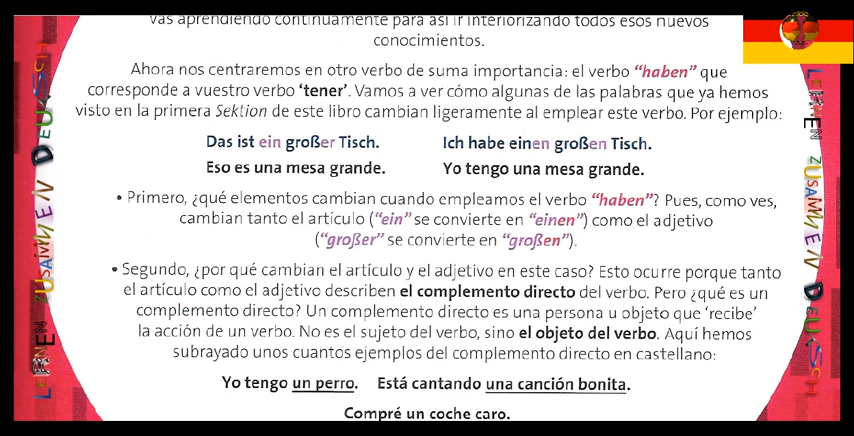 vas aprendiendo continuamente para así ir interiorizando todos esos nuevos
conocimientos.
Ahora nos centraremos en otro verbo de suma importancia: el verbo “haben” que
corresponde a vuestro verbo ‘tener’. Vamos a ver cómo algunas de las palabras que ya hemos
visto en la primera Sektion de este libro cambian ligeramente al emplear este verbo. Por ejemplo:
Das ist ein großer Tisch. Ich habe einen großen Tisch.
Eso es una mesa grande. Yo tengo una mesa grande.
• Primero, ¿qué elementos cambian cuando empleamos el verbo “haben”? Pues, como ves,
cambian tanto el artículo (“ein” se convierte en “einen”) como el adjetivo
(“großer” se convierte en “großen”).
• Segundo, ¿por qué cambian el artículo y el adjetivo en este caso? Esto ocurre porque tanto
el artículo como el adjetivo describen el complemento directo del verbo. Pero ¿qué es un
complemento directo? Un complemento directo es una persona u objeto que ‘recibe’
la acción de un verbo. No es el sujeto del verbo, sino el objeto del verbo. Aquí hemos
subrayado unos cuantos ejemplos del complemento directo en castellano:
Yo tengo un perro. Está cantando una canción bonita.
Compré un coche caro.
LERNEN ZUSAMMEN DEUTSCH
LERNEN ZUSAMMEN DEUTSCH